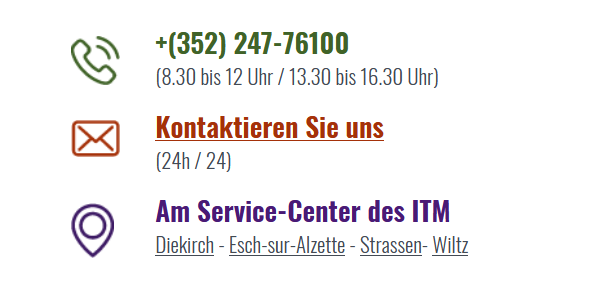 +(352) 247-76100
(8.30 bis 12 Uhr / 13.30 bis 16.30 Uhr)
Kontaktieren Sie uns
(24h / 24)
Am Service-Center des ITM
Diekirch - Esch-sur-Alzette - Strassen- Wiltz